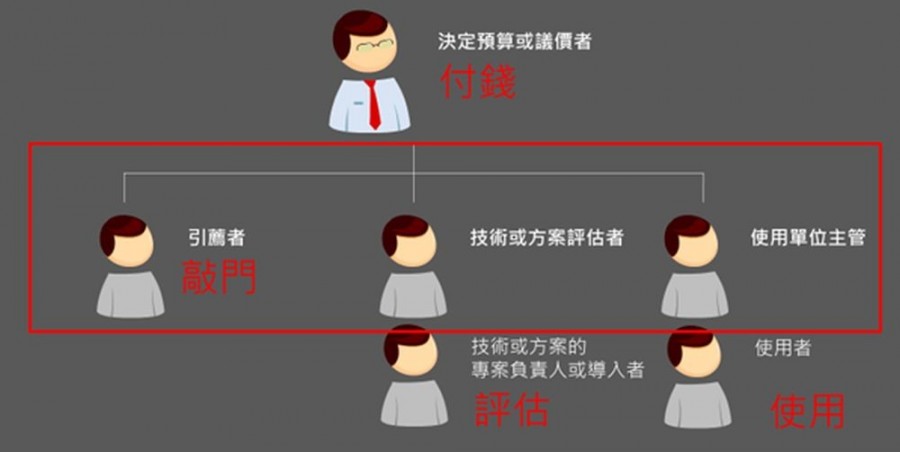 決定預算或議價者
付錢
引薦者
敲門
技術或方案評估者
使用單位主管
技術或方案的
專案負責人或導入者
評估
使用者
使用